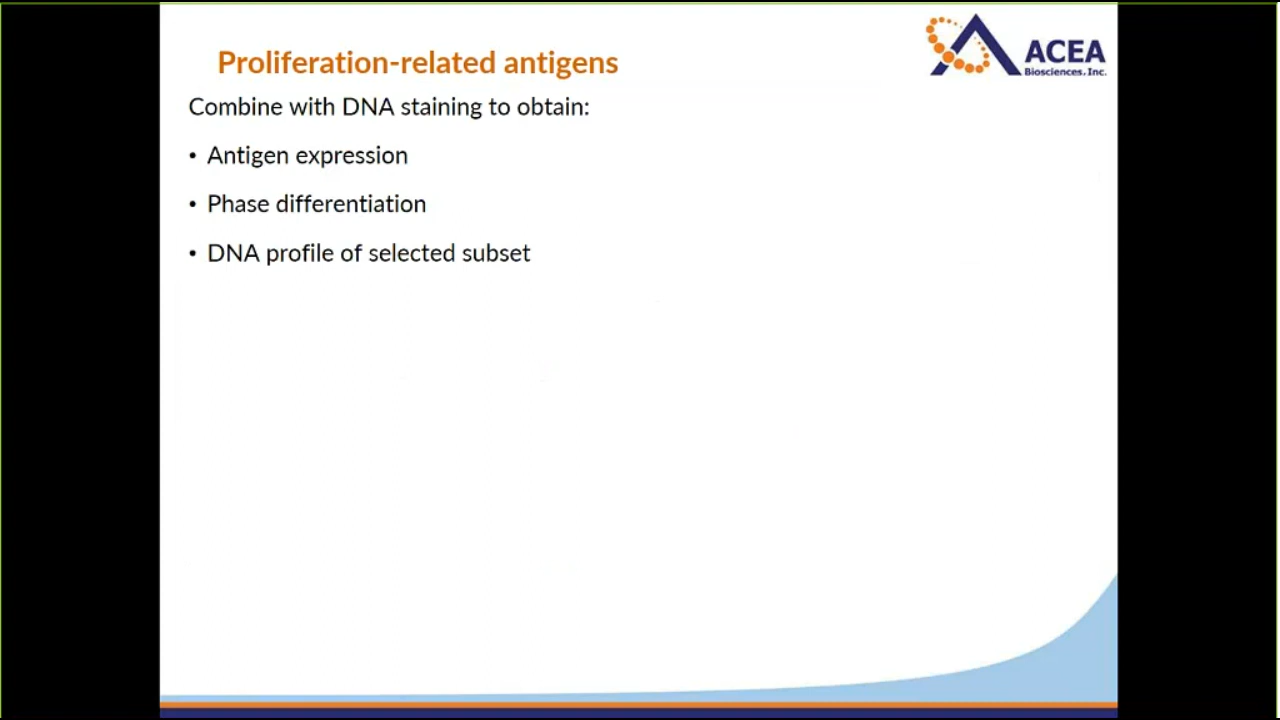 Proliferation-related antigens
ACEA
Biosciences, Inc.
Combine with DNA staining to obtain:
• Antigen expression
• Phase differentiation
• DNA profile of selected subset